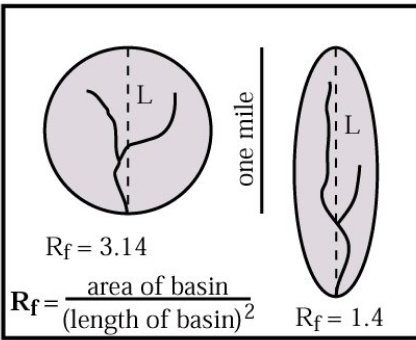 L
one mile
L
Rf = 3.14
Rf = area of basin
(length of basin)²
Rf = 1.4